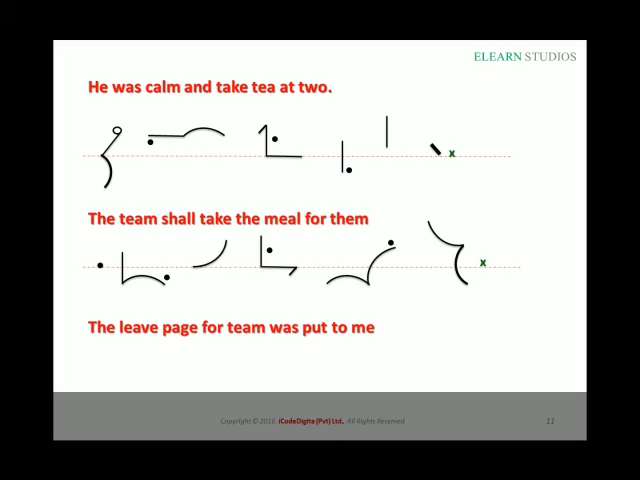 ELEARN STUDIOS
He was calm and take tea at two.
x
The team shall take the meal for them
x
The leave page for team was put to me
Copyright © 2016. iCodeDigita (Pvt) Ltd. All Rights Reserved.
11